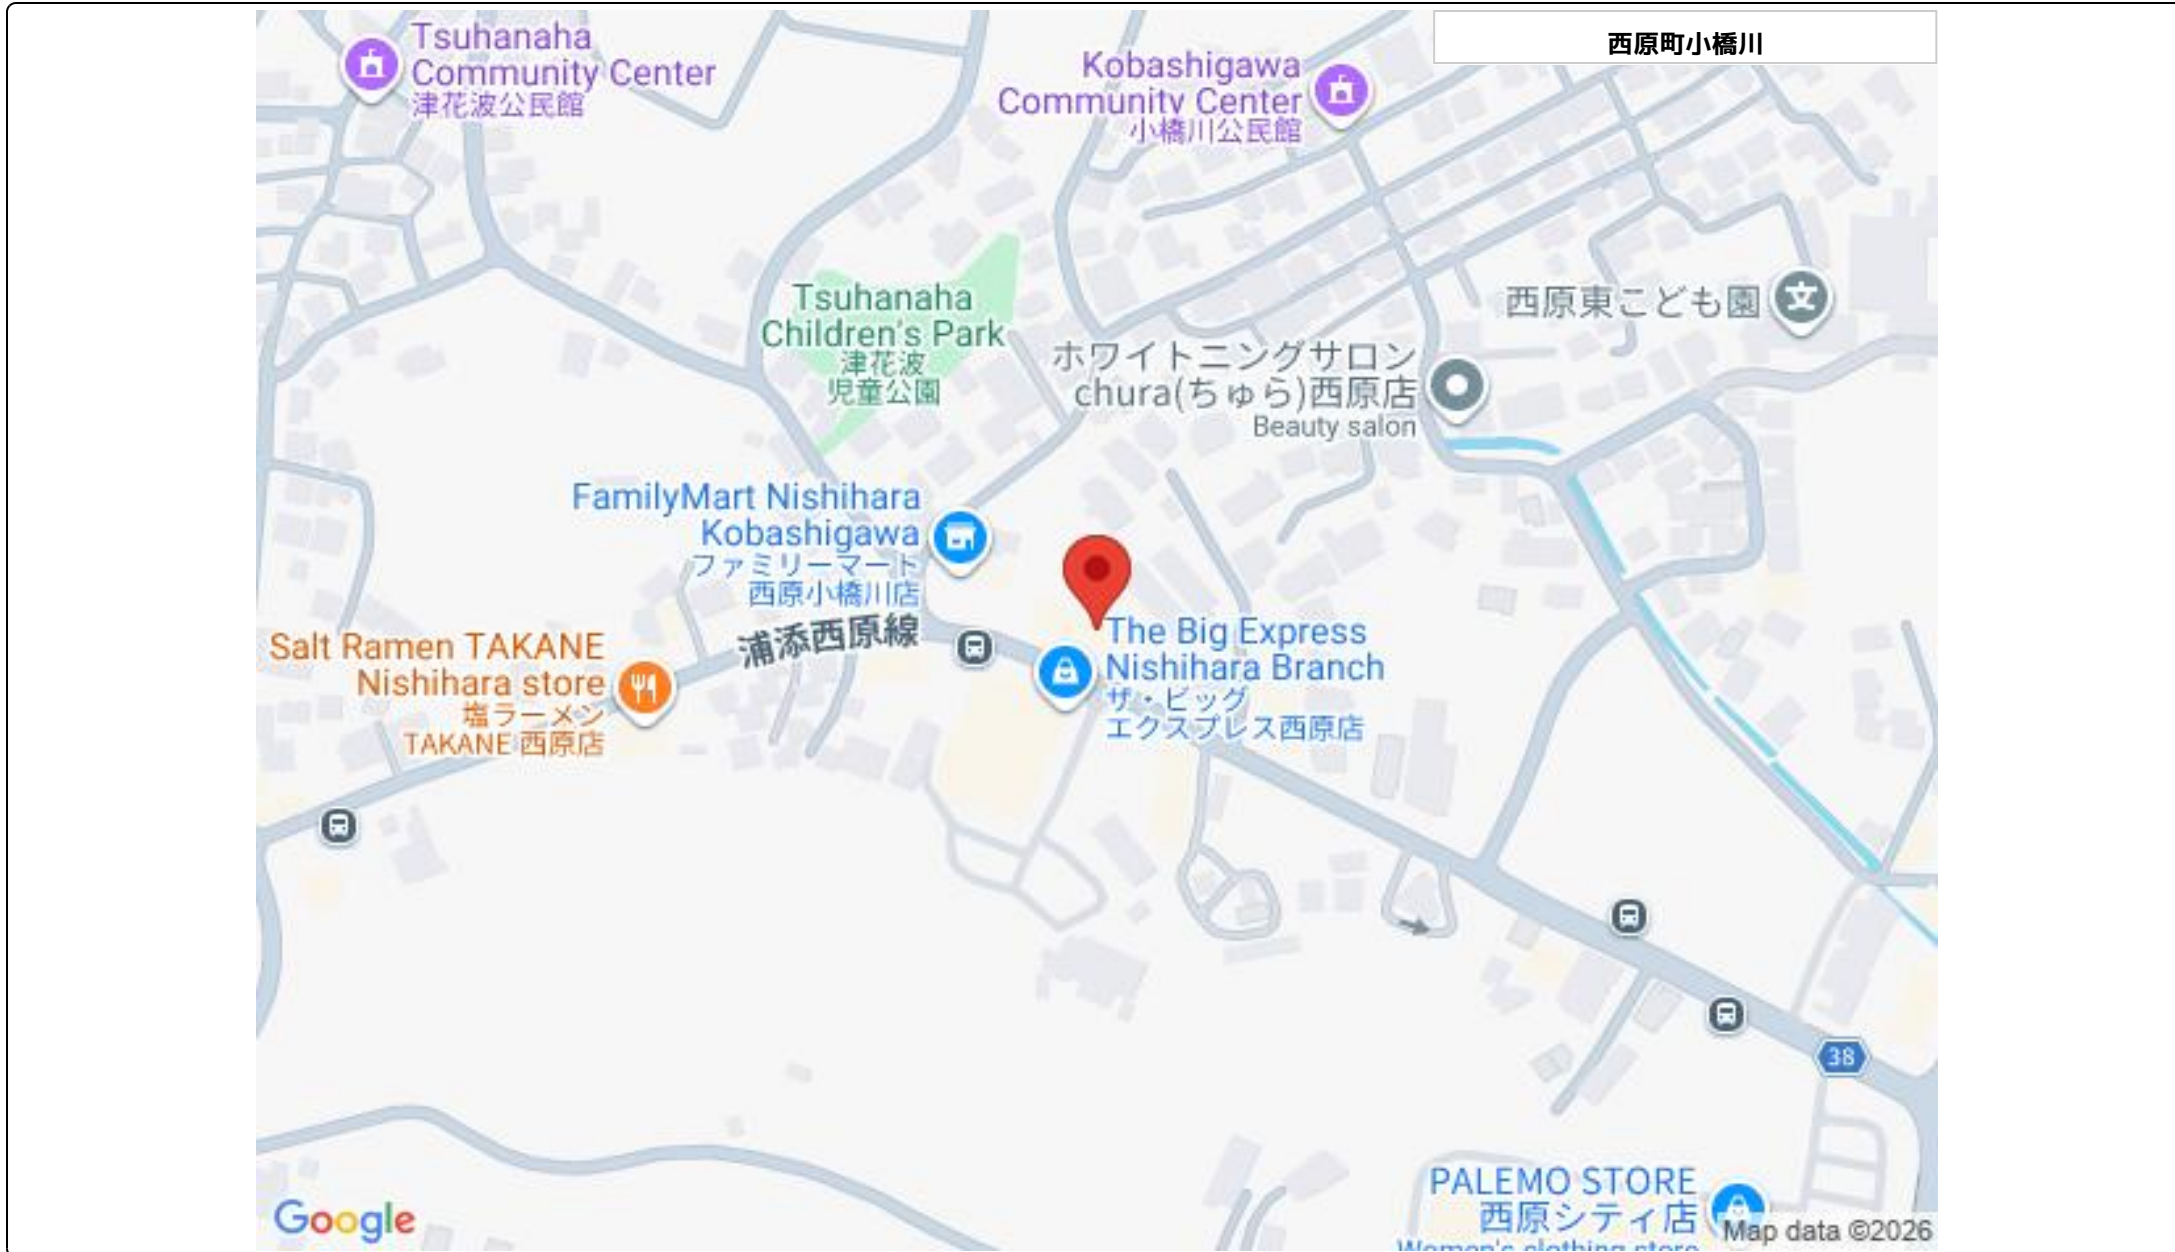 西原町小橋川
Tsuhanaha
Community Center
津花波公民館
Kobashigawa
Community Center
小橋川公民館
Tsuhanaha
Children's Park
津花波
児童公園
西原東こども園
文
ホワイトニングサロン
chura(ちゅら)西原店
Beauty salon
FamilyMart Nishihara
Kobashigawa
ファミリーマート
西原小橋川店
浦添西原線
Salt Ramen TAKANE
Nishihara store
塩ラーメン
TAKANE 西原店
The Big Express
Nishihara Branch
ザ・ビッグ
エクスプレス西原店
38
PALEMO STORE
西原シティ店
Women's clothing store
Google
Map data ©2026